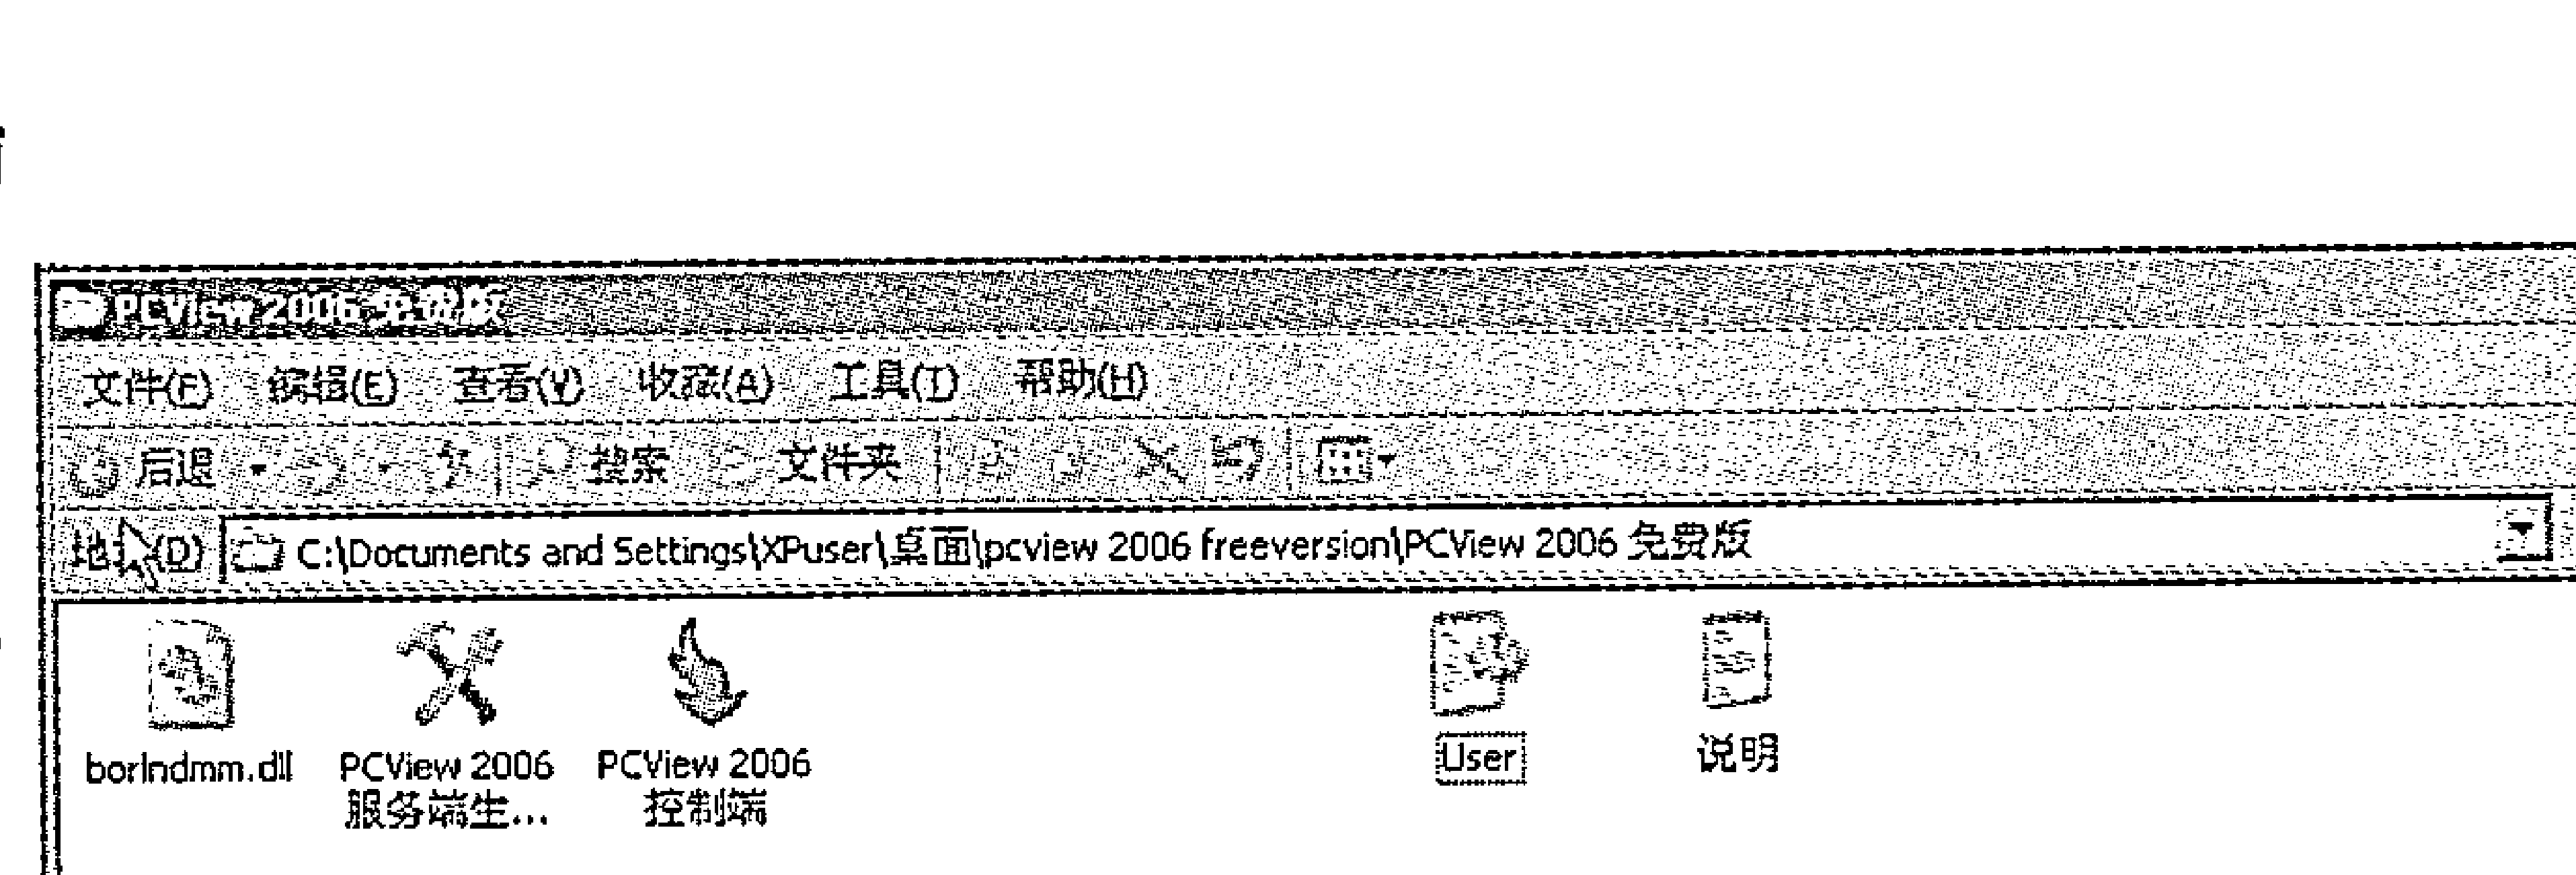 PCView 2006 免费版
文件(F) 编辑(E) 查看(V) 收藏(A) 工具(T) 帮助(H)
后退 搜索 文件夹
(D) C:\Documents and Settings\XPuser\桌面\pcview 2006 freeversion\PCView 2006 免费版
borlndmm.dll
PCView 2006
服务端生...
PCView 2006
控制端
User
说明